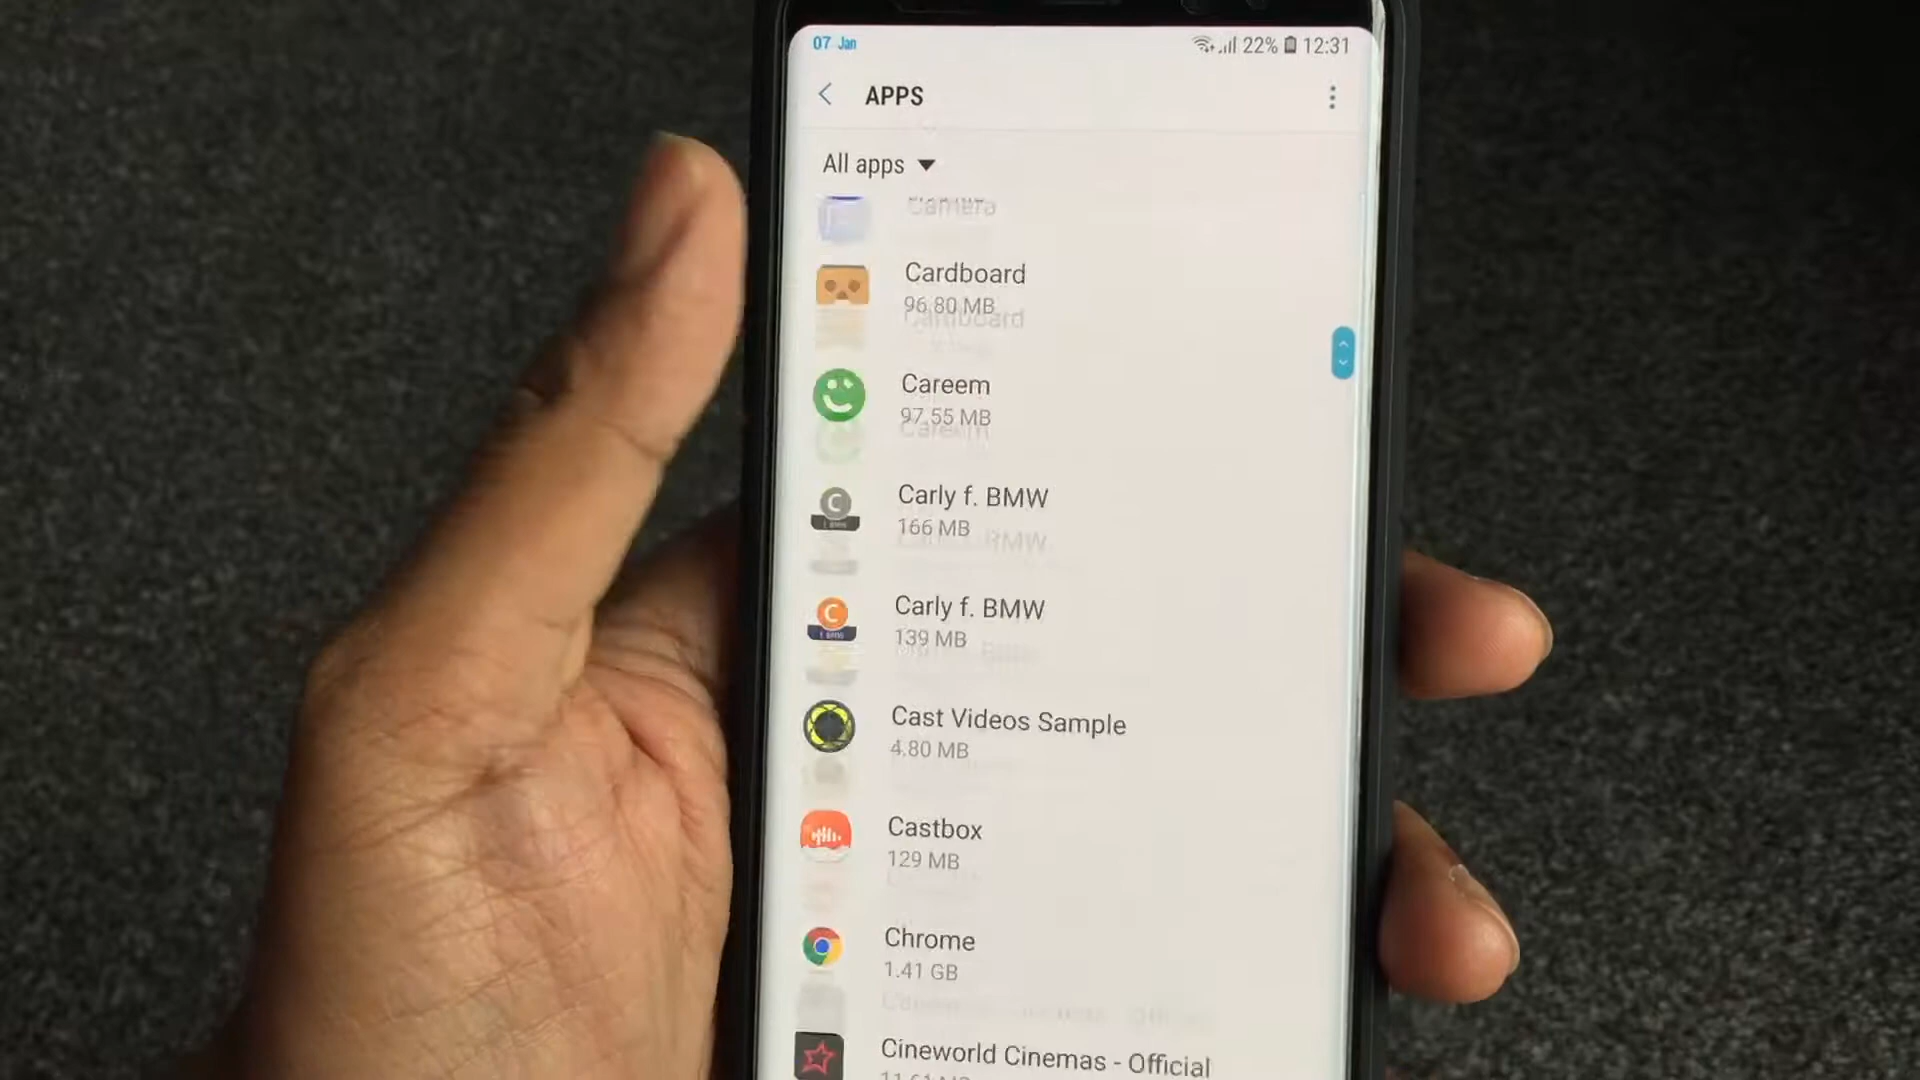 07 Jan
22% 12:31
APPS
All apps
Camera
Cardboard
96.80 MB
Careem
97.55 MB
Carly f. BMW
166 MB
Carly f. BMW
139 MB
Cast Videos Sample
4.80 MB
Castbox
129 MB
Chrome
1.41 GB
Cineworld Cinemas - Official